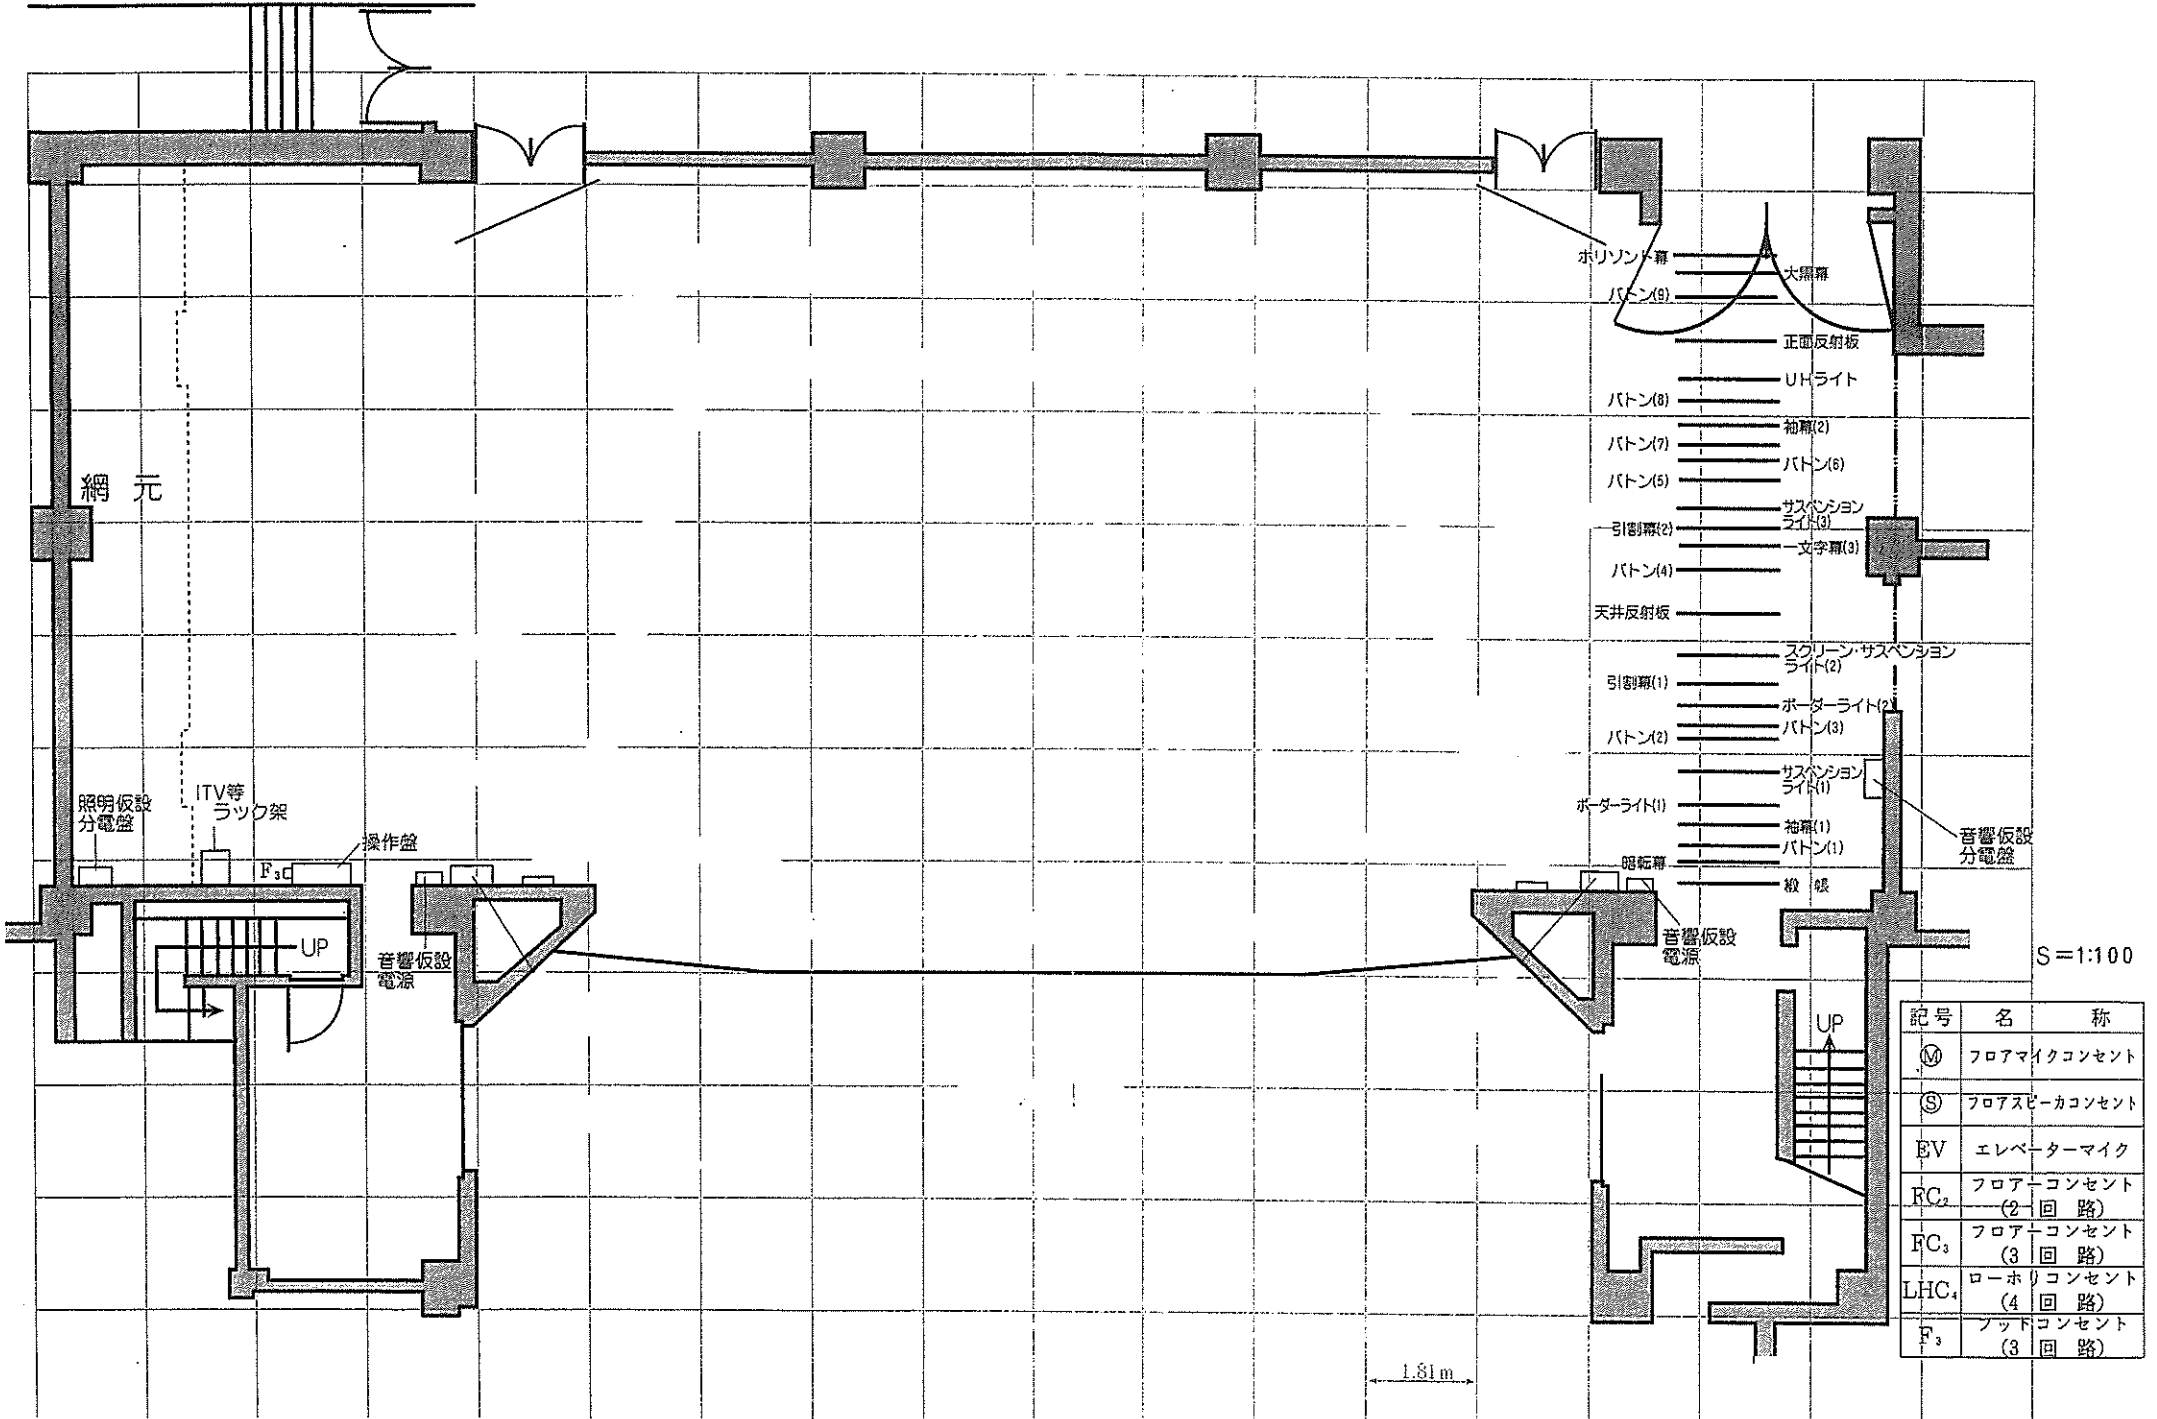 ホリゾント幕
大黒幕
バトン(9)
正面反射板
UHライト
バトン(8)
袖幕(2)
バトン(7)
バトン(6)
バトン(5)
サスペンション
ライト(3)
引割幕(2)
一文字幕(3)
バトン(4)
天井反射板
スクリーン・サスペンション
ライト(2)
引割幕(1)
ボーダーライト(2)
バトン(3)
バトン(2)
サスペンション
ライト(1)
ボーダーライト(1)
袖幕(1)
バトン(1)
暗転幕
緞帳
網元
照明仮設
分電盤
ITV等
ラック架
F₃
操作盤
UP
音響仮設
電源
音響仮設
電源
音響仮設
分電盤
UP
S=1:100
記号 名称
Ⓜ フロアマイクコンセント
Ⓢ フロアスピーカコンセント
EV エレベーターマイク
FC₂ フロアーコンセント
(2回路)
FC₃ フロアーコンセント
(3回路)
LHC₄ ローホリコンセント
(4回路)
F₃ フットコンセント
(3回路)
1.81m